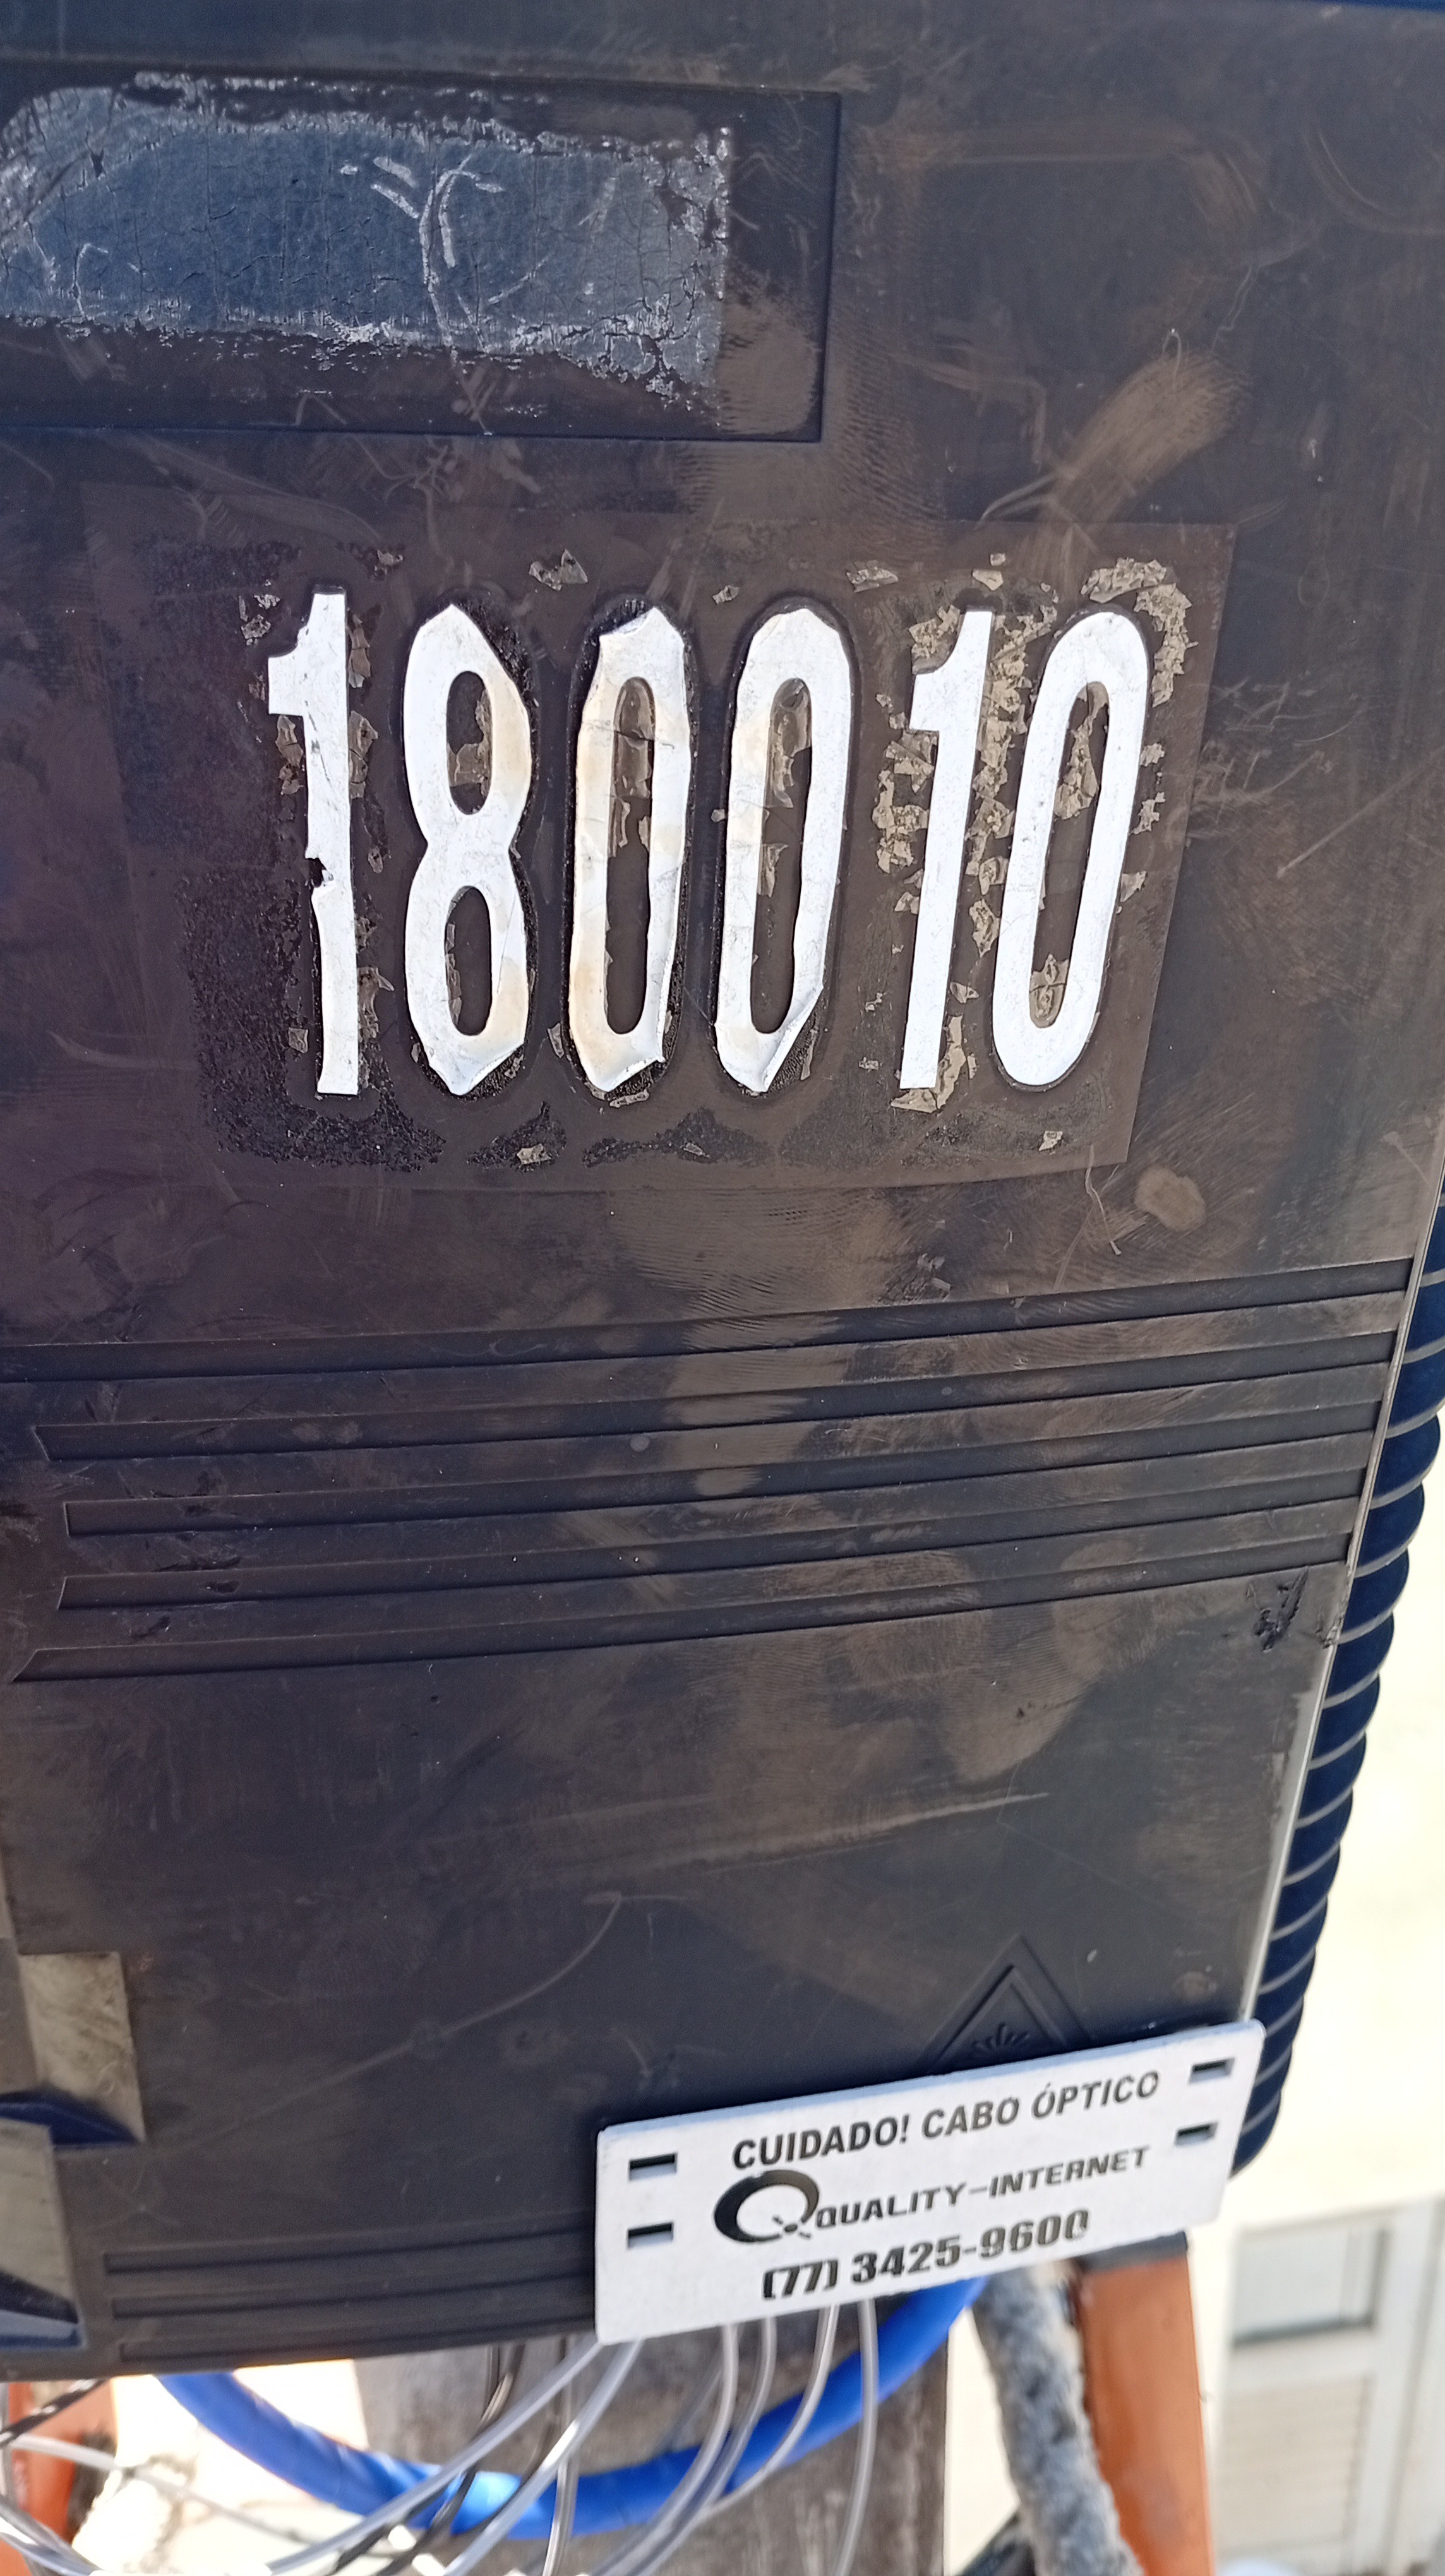 180010
CUIDADO! CABO ÓPTICO
QUALITY-INTERNET
(77) 3425-9600